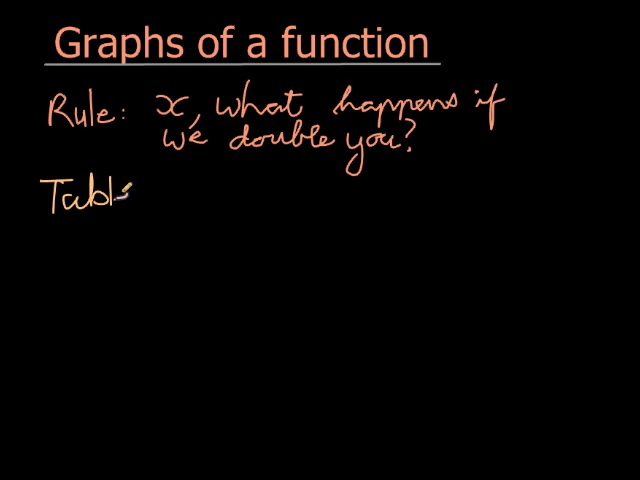 Graphs of a function
Rule: x, what happens if
we double you?
Tabl